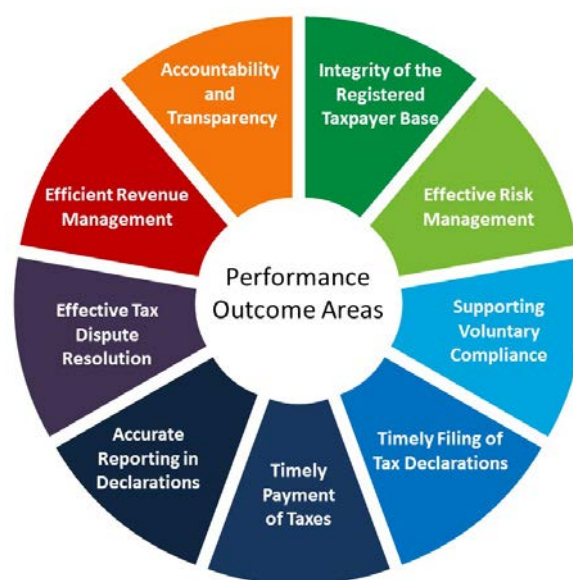 Accountability
and
Transparency
Integrity of the
Registered
Taxpayer Base
Effective Risk
Management
Supporting
Voluntary
Compliance
Timely Filing of
Tax Declarations
Timely
Payment
of Taxes
Accurate
Reporting in
Declarations
Effective Tax
Dispute
Resolution
Efficient Revenue
Management
Performance
Outcome Areas